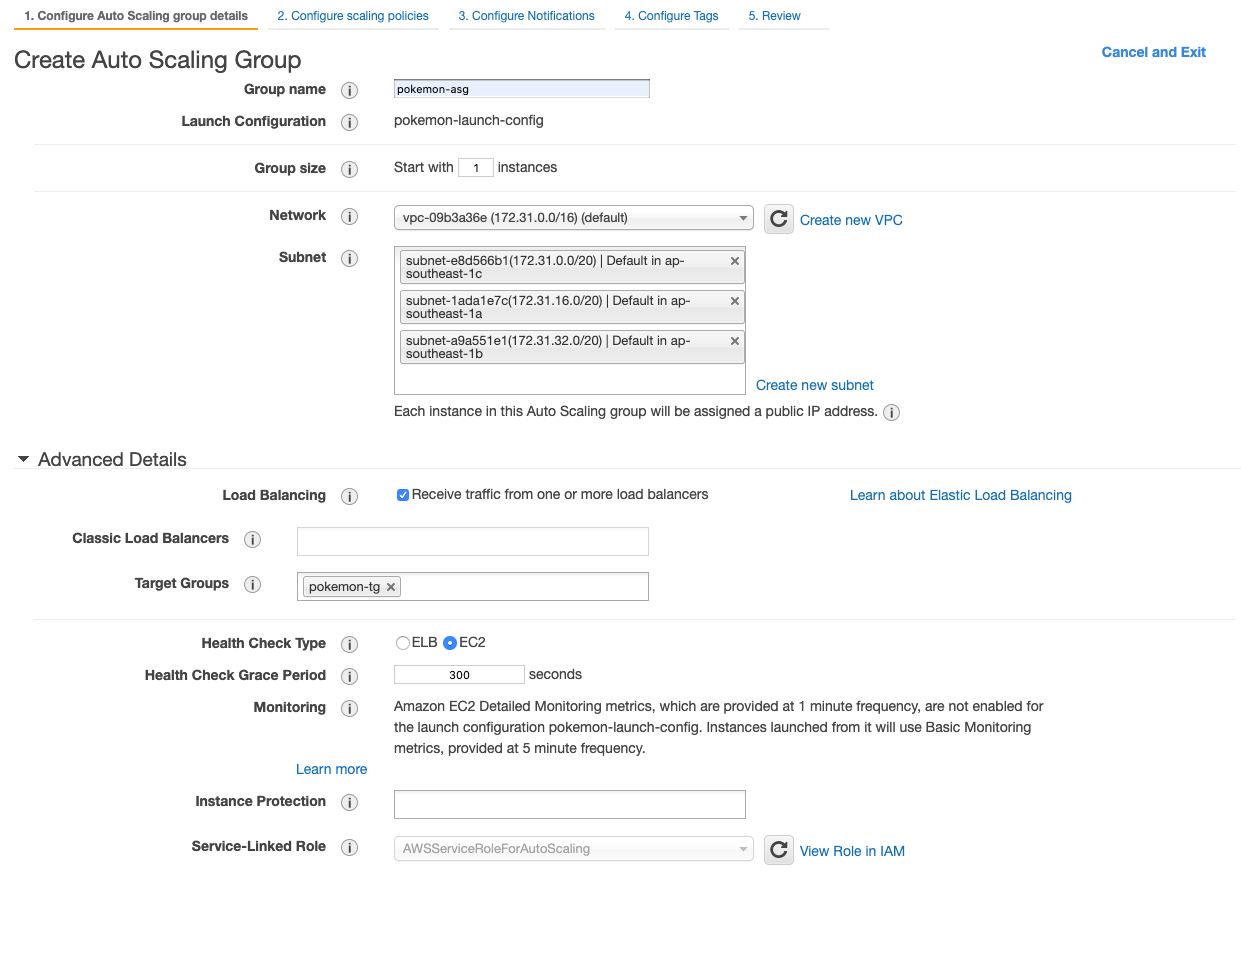 1. Configure Auto Scaling group details
2. Configure scaling policies
3. Configure Notifications
4. Configure Tags
5. Review
Create Auto Scaling Group
Cancel and Exit
Group name
pokemon-asg
Launch Configuration
pokemon-launch-config
Group size
Start with 1 instances
Network
vpc-09b3a36e (172.31.0.0/16) (default)
Create new VPC
Subnet
subnet-e8d566b1(172.31.0.0/20) | Default in ap-
southeast-1c
subnet-1ada1e7c(172.31.16.0/20) | Default in ap-
southeast-1a
subnet-a9a551e1(172.31.32.0/20) | Default in ap-
southeast-1b
Create new subnet
Each instance in this Auto Scaling group will be assigned a public IP address.
Advanced Details
Load Balancing
Receive traffic from one or more load balancers
Learn about Elastic Load Balancing
Classic Load Balancers
Target Groups
pokemon-tg
Health Check Type
ELB EC2
Health Check Grace Period
300 seconds
Monitoring
Amazon EC2 Detailed Monitoring metrics, which are provided at 1 minute frequency, are not enabled for
the launch configuration pokemon-launch-config. Instances launched from it will use Basic Monitoring
metrics, provided at 5 minute frequency.
Learn more
Instance Protection
Service-Linked Role
AWSServiceRoleForAutoScaling
View Role in IAM